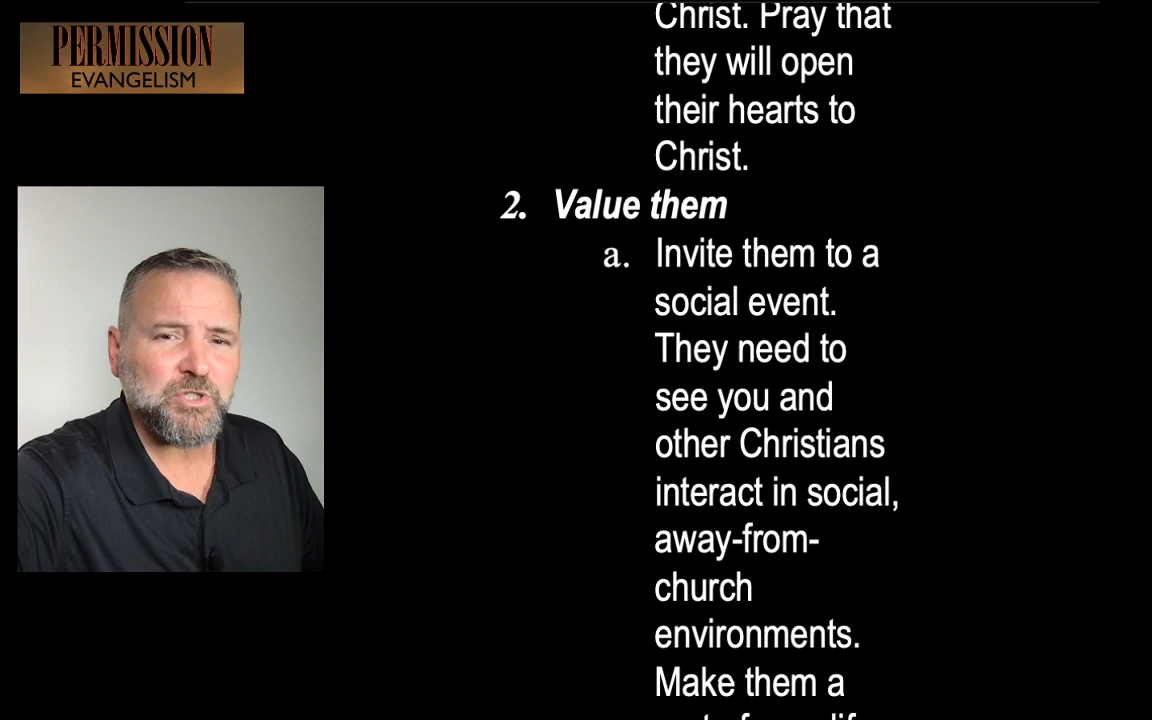 PERMISSION
EVANGELISM
Christ. Pray that
they will open
their hearts to
Christ.
2. Value them
a. Invite them to a
social event.
They need to
see you and
other Christians
interact in social,
away-from-
church
environments.
Make them a